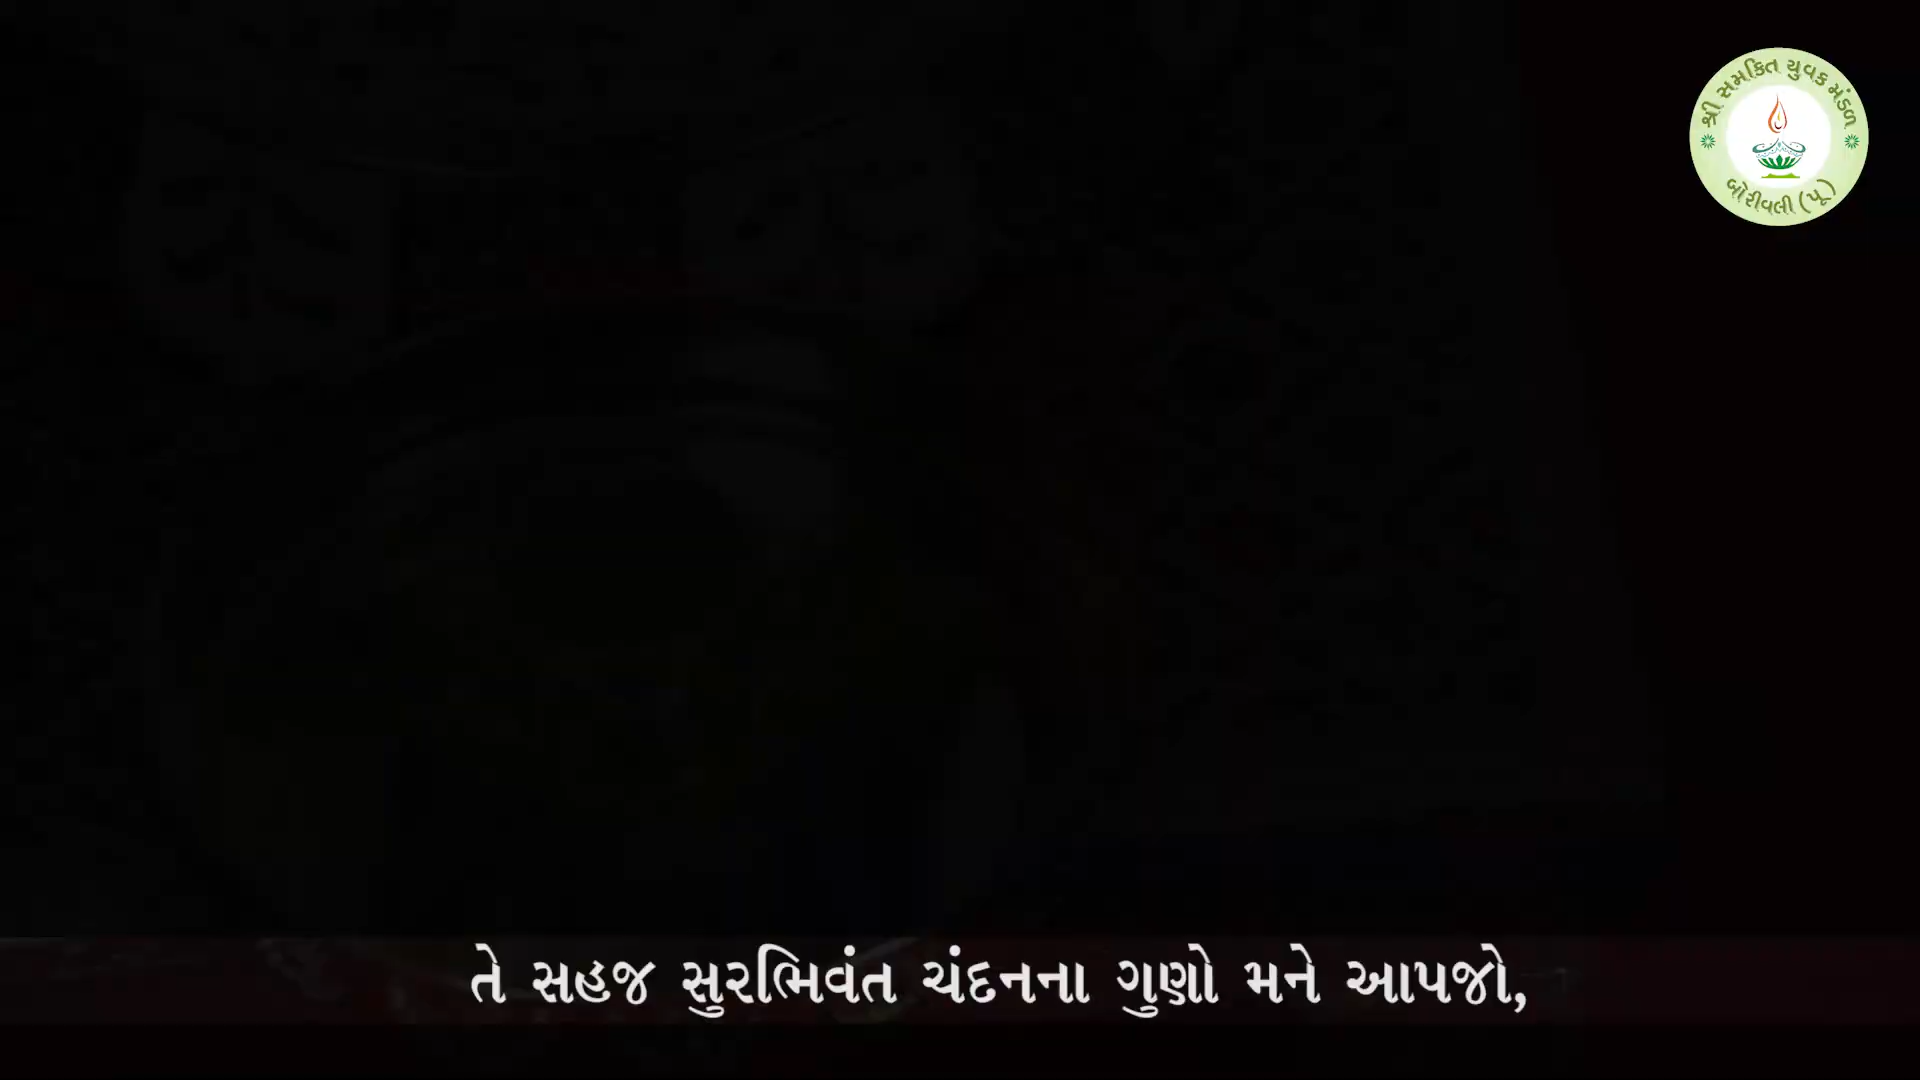 શ્રી સમકિત યુવક મંડળ
બોરીવલી (પૂ.)
તે સહજ સુરભિવંત ચંદનના ગુણો મને આપજો,